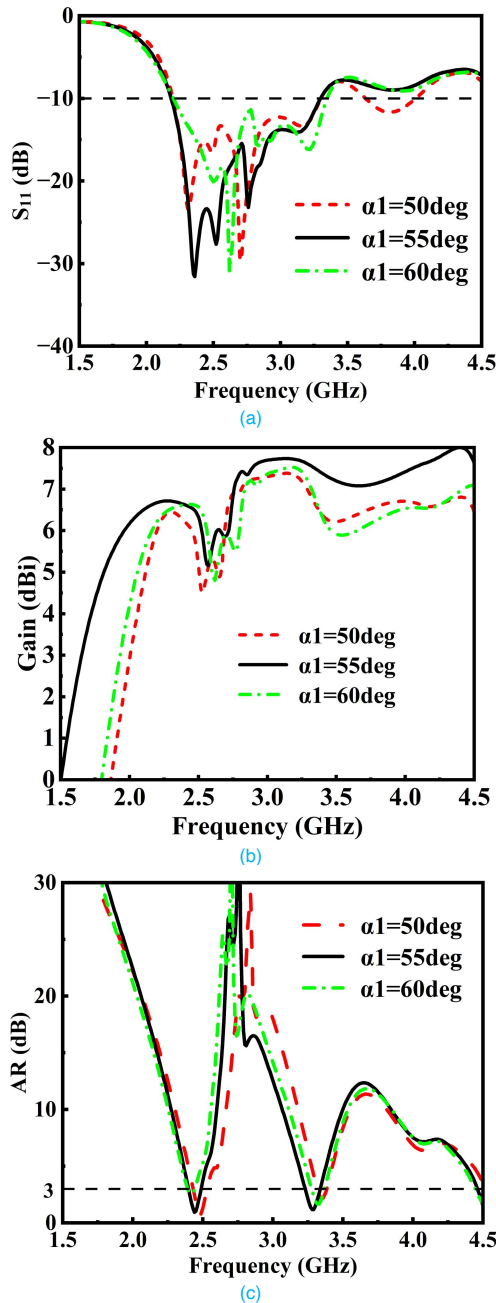 0
−10
−20
−30
−40
S11 (dB)
α1=50deg
α1=55deg
α1=60deg
1.5 2.0 2.5 3.0 3.5 4.0 4.5
Frequency (GHz)
(a)
8
7
6
5
4
3
2
1
0
Gain (dBi)
α1=50deg
α1=55deg
α1=60deg
1.5 2.0 2.5 3.0 3.5 4.0 4.5
Frequency (GHz)
(b)
30
20
10
3
0
AR (dB)
α1=50deg
α1=55deg
α1=60deg
1.5 2.0 2.5 3.0 3.5 4.0 4.5
Frequency (GHz)
(c)